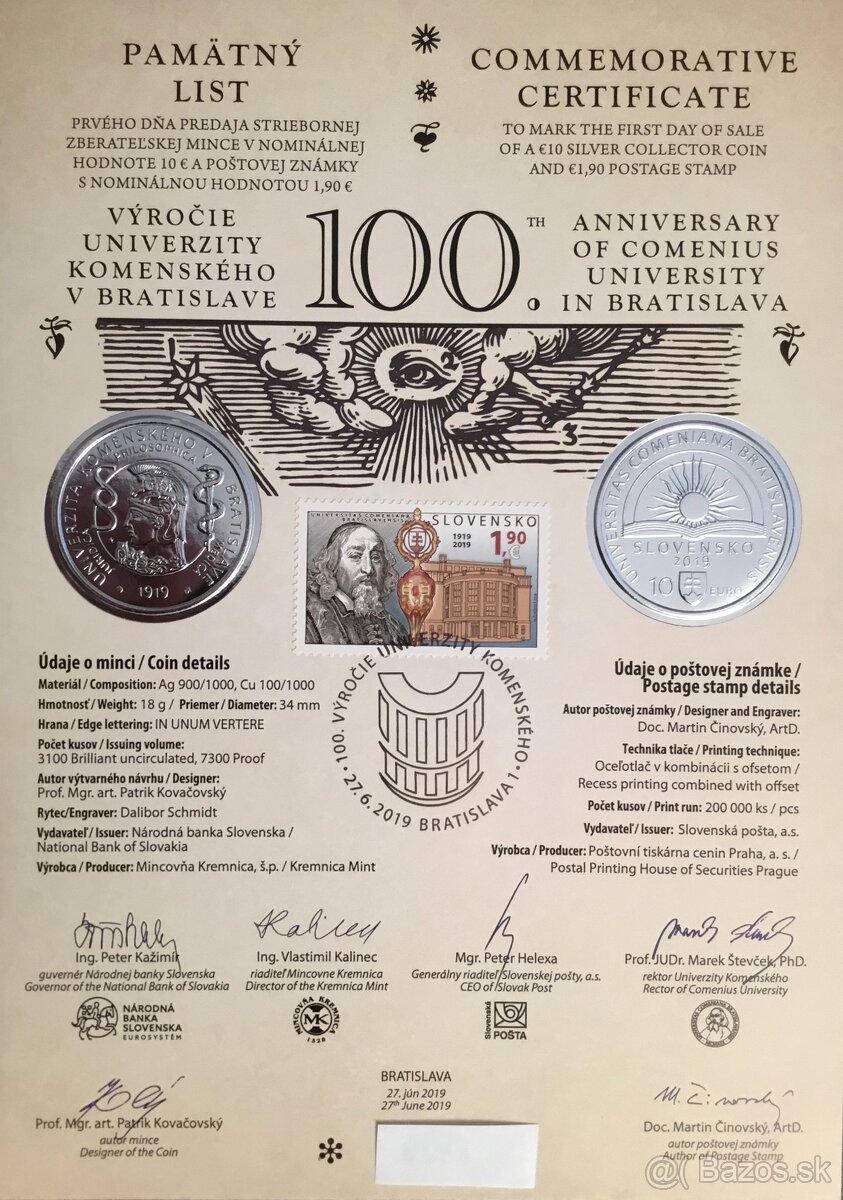 PAMÄTNÝ
LIST
PRVÉHO DŇA PREDAJA STRIEBORNEJ
ZBERATEĽSKEJ MINCE V NOMINÁLNEJ
HODNOTE 10 € A POŠTOVEJ ZNÁMKY
S NOMINÁLNOU HODNOTOU 1,90 €
COMMEMORATIVE
CERTIFICATE
TO MARK THE FIRST DAY OF SALE
OF A €10 SILVER COLLECTOR COIN
AND €1,90 POSTAGE STAMP
VÝROČIE
UNIVERZITY
KOMENSKÉHO
V BRATISLAVE
100.
TH
ANNIVERSARY
OF COMENIUS
UNIVERSITY
IN BRATISLAVA
2
3
UNIVERZITA KOMENSKÉHO V BRATISLAVE
PHILOSOPHICA
1919
UNIVERSITAS COMENIANA
BRATISLAVENSIS
SLOVENSKO
1919
2019
1,90
€
UNIVERSITAS COMENIANA BRATISLAVENSIS
SLOVENSKO
2019
10 EURO
100. VÝROČIE UNIVERZITY KOMENSKÉHO
27.6.2019 BRATISLAVA 1
Údaje o minci / Coin details
Materiál / Composition: Ag 900/1000, Cu 100/1000
Hmotnosť / Weight: 18 g / Priemer / Diameter: 34 mm
Hrana / Edge lettering: IN UNUM VERTERE
Počet kusov / Issuing volume:
3100 Brilliant uncirculated, 7300 Proof
Autor výtvarného návrhu / Designer:
Prof. Mgr. art. Patrik Kovačovský
Rytec/Engraver: Dalibor Schmidt
Vydavateľ / Issuer: Národná banka Slovenska /
National Bank of Slovakia
Výrobca / Producer: Mincovňa Kremnica, š.p. / Kremnica Mint
Údaje o poštovej známke /
Postage stamp details
Autor poštovej známky / Designer and Engraver:
Doc. Martin Činovský, ArtD.
Technika tlače / Printing technique:
Oceľotlač v kombinácii s ofsetom /
Recess printing combined with offset
Počet kusov / Print run: 200 000 ks / pcs
Vydavateľ / Issuer: Slovenská pošta, a.s.
Výrobca / Producer: Poštovní tiskárna cenin Praha, a. s. /
Postal Printing House of Securities Prague
Ing. Peter Kažimír
guvernér Národnej banky Slovenska
Governor of the National Bank of Slovakia
NÁRODNÁ
BANKA
SLOVENSKA
EUROSYSTÉM
Kalinec
Ing. Vlastimil Kalinec
riaditeľ Mincovne Kremnica
Director of the Kremnica Mint
MINCOVŇA KREMNICA
MK
1328
Mgr. Peter Helexa
Generálny riaditeľ Slovenskej pošty, a.s.
CEO of Slovak Post
Slovenská
POŠTA
Prof. JUDr. Marek Števček, PhD.
rektor Univerzity Komenského
Rector of Comenius University
Prof. Mgr. art. Patrik Kovačovský
autor mince
Designer of the Coin
BRATISLAVA
27. jún 2019
27th June 2019
M. Činovský
Doc. Martin Činovský, ArtD.
autor poštovej známky
Author of Postage Stamp
@( Bazos.sk